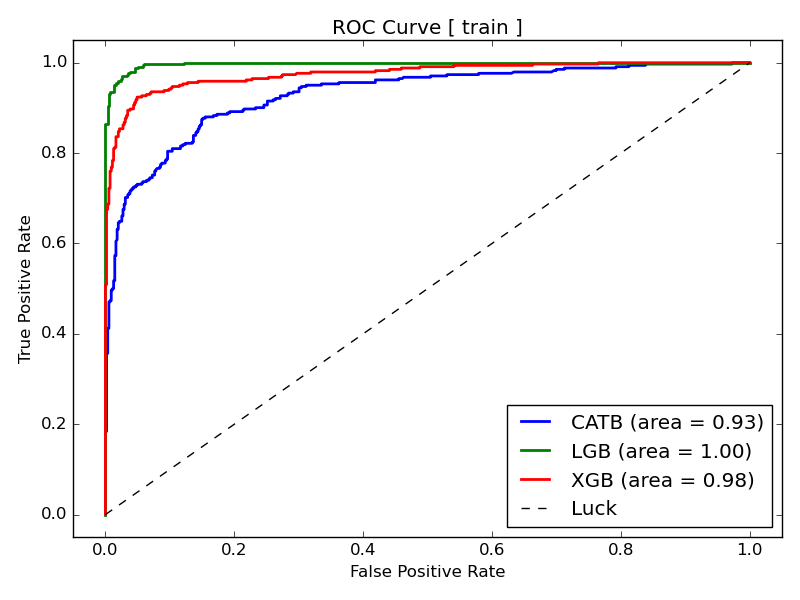 ROC Curve [ train ]
1.0
0.8
0.6
0.4
0.2
0.0
True Positive Rate
CATB (area = 0.93)
LGB (area = 1.00)
XGB (area = 0.98)
Luck
0.0 0.2 0.4 0.6 0.8 1.0
False Positive Rate